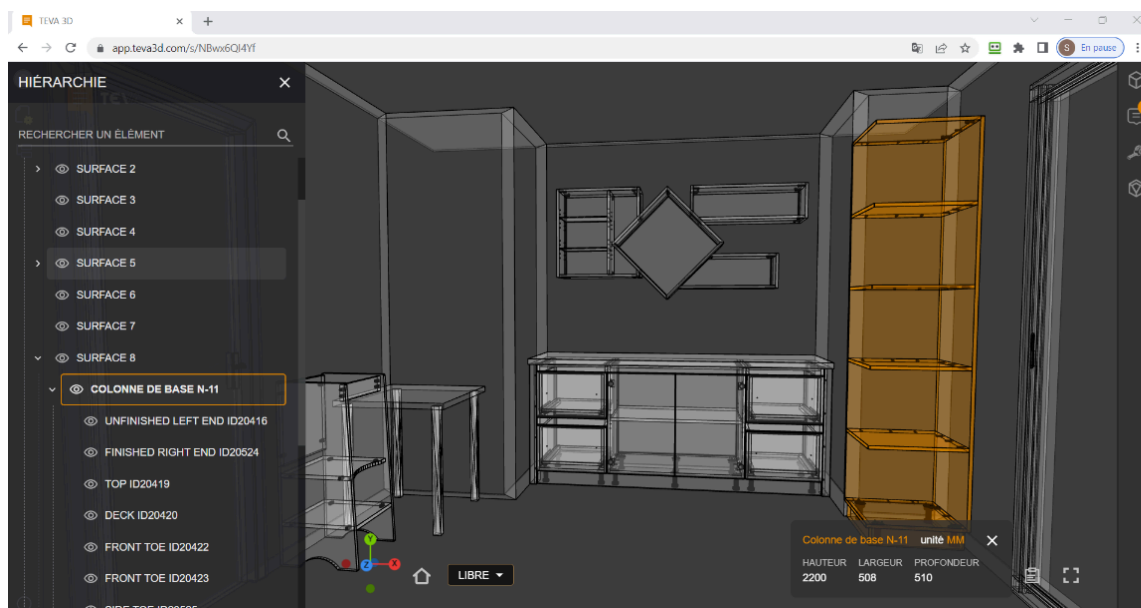 TEVA 3D
app.teva3d.com/s/NBwx6QI4Yf
S En pause
HIÉRARCHIE
RECHERCHER UN ÉLÉMENT
SURFACE 2
SURFACE 3
SURFACE 4
SURFACE 5
SURFACE 6
SURFACE 7
SURFACE 8
COLONNE DE BASE N-11
UNFINISHED LEFT END ID20416
FINISHED RIGHT END ID20524
TOP ID20419
DECK ID20420
FRONT TOE ID20422
FRONT TOE ID20423
Y
Z X
LIBRE
Colonne de base N-11 unité MM
HAUTEUR LARGEUR PROFONDEUR
2200 508 510